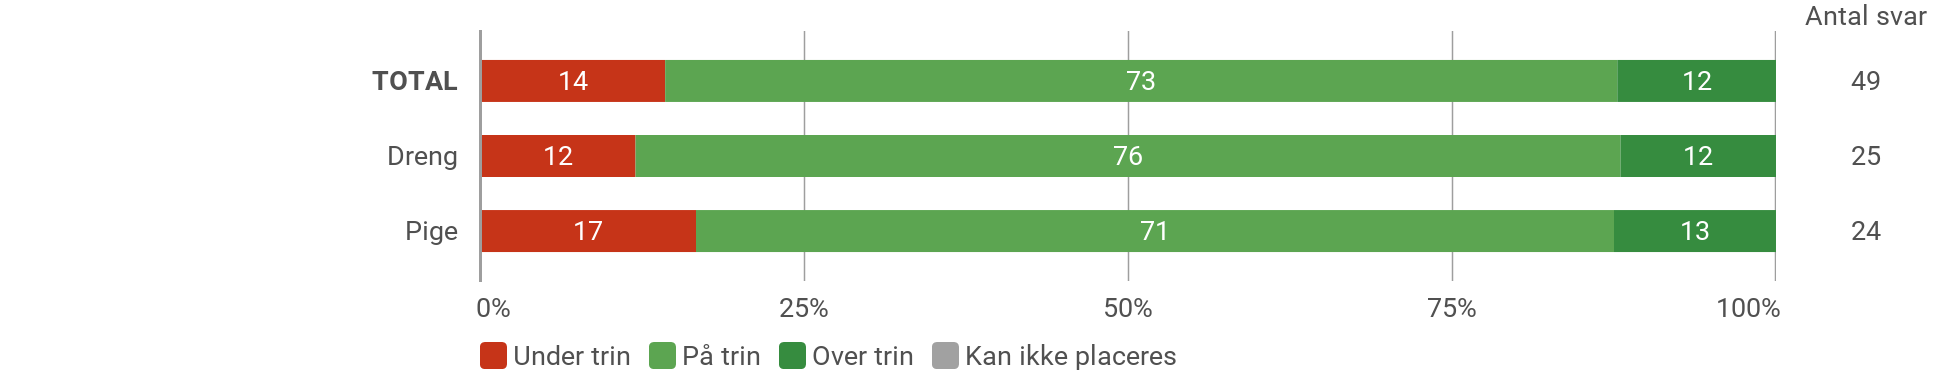 Antal svar
TOTAL 14 73 12 49
Dreng 12 76 12 25
Pige 17 71 13 24
0% 25% 50% 75% 100%
Under trin På trin Over trin Kan ikke placeres